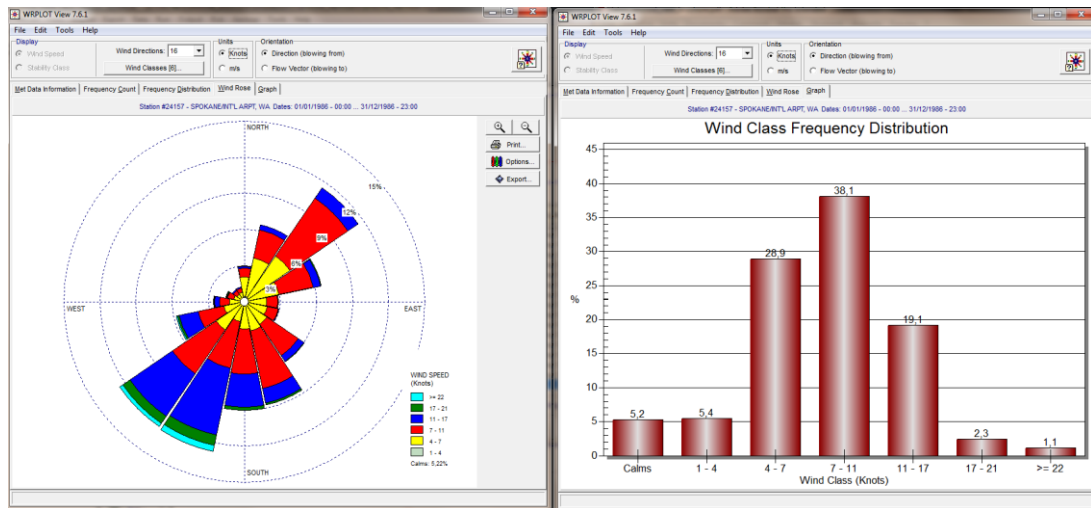 WRPLOT View 7.6.1
File Edit Tools Help
Display
Wind Speed
Stability Class
Wind Directions: 16
Wind Classes [6]...
Units
Knots
m/s
Orientation
Direction (blowing from)
Flow Vector (blowing to)
Met Data Information Frequency Count Frequency Distribution Wind Rose Graph
Station #24157 - SPOKANE/INT'L ARPT, WA Dates: 01/01/1986 - 00:00 ... 31/12/1986 - 23:00
NORTH
15%
12%
9%
6%
3%
WEST
EAST
SOUTH
Print...
Options...
Export...
WIND SPEED
(Knots)
>= 22
17 - 21
11 - 17
7 - 11
4 - 7
1 - 4
Calms: 5,22%
WRPLOT View 7.6.1
File Edit Tools Help
Display
Wind Speed
Stability Class
Wind Directions: 16
Wind Classes [6]...
Units
Knots
m/s
Orientation
Direction (blowing from)
Flow Vector (blowing to)
Met Data Information Frequency Count Frequency Distribution Wind Rose Graph
Station #24157 - SPOKANE/INT'L ARPT, WA Dates: 01/01/1986 - 00:00 ... 31/12/1986 - 23:00
Wind Class Frequency Distribution
45
40
35
30
25
%
20
15
10
5
0
5,2
5,4
28,9
38,1
19,1
2,3
1,1
Calms 1 - 4 4 - 7 7 - 11 11 - 17 17 - 21 >= 22
Wind Class (Knots)